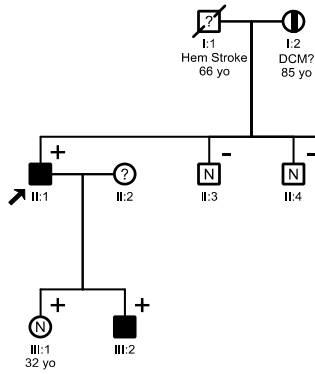 ? ?
I:1 I:2
Hem Stroke DCM?
66 yo 85 yo
+ - -
? N N
II:1 II:2 II:3 II:4
+ +
N
III:1 III:2
32 yo